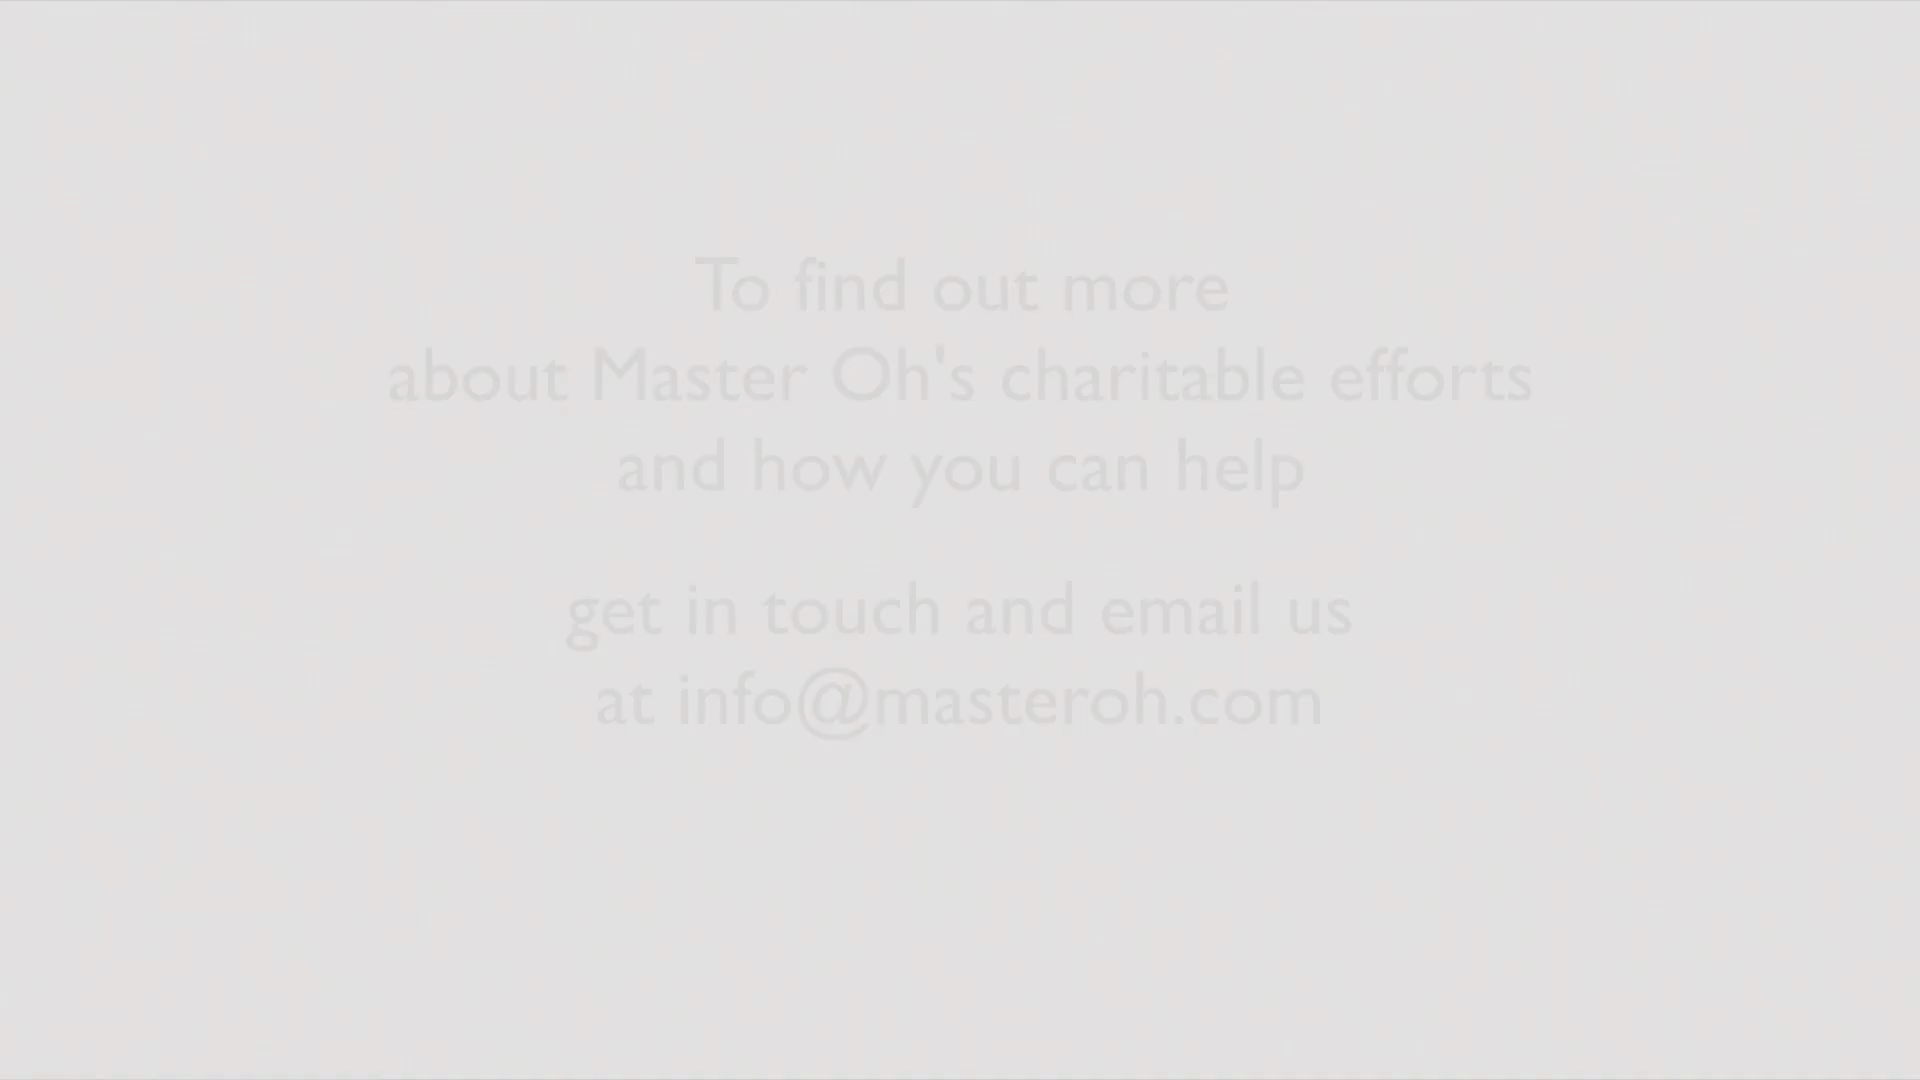 To find out more
about Master Oh's charitable efforts
and how you can help
get in touch and email us
at info@masteroh.com